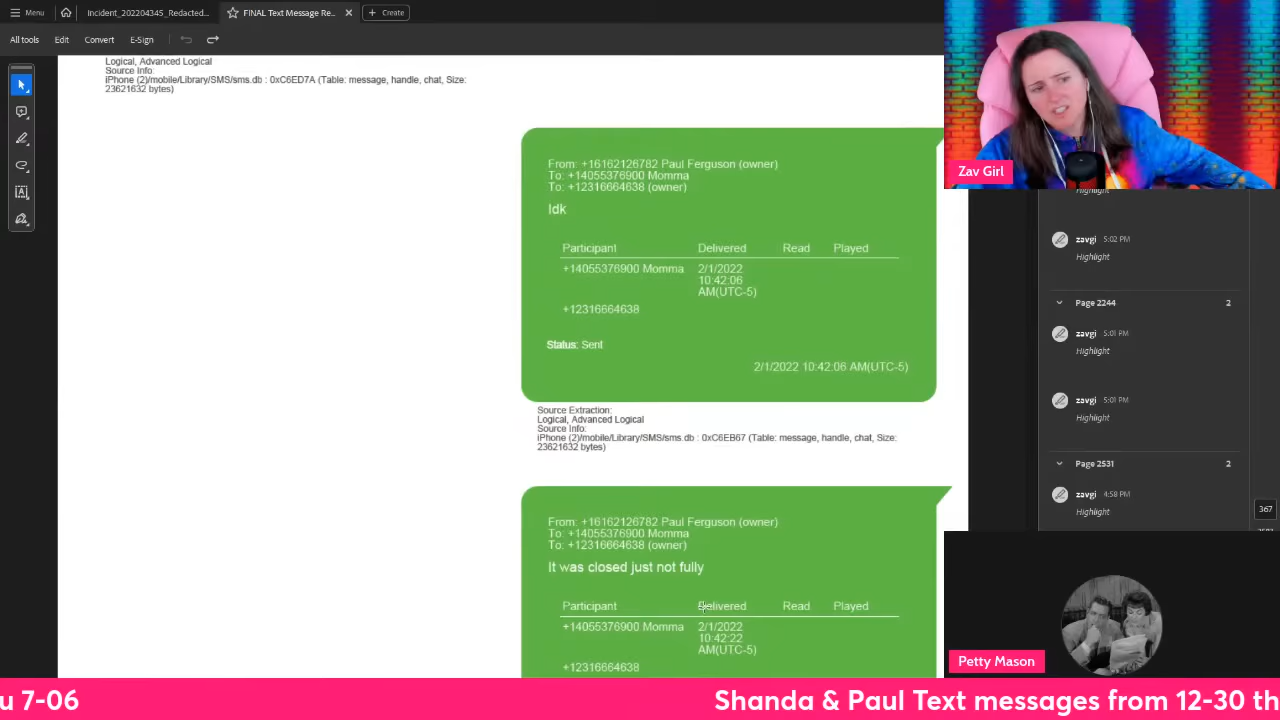 Menu
Incident_202204345_Redacted...
FINAL Text Message Re...
Create
All tools
Edit
Convert
E-Sign
Logical, Advanced Logical
Source Info:
iPhone (2)/mobile/Library/SMS/sms.db : 0xC6ED7A (Table: message, handle, chat, Size:
23621632 bytes)
From: +16162126782 Paul Ferguson (owner)
To: +14055376900 Momma
To: +12316664638 (owner)
Idk
Participant Delivered Read Played
+14055376900 Momma 2/1/2022
10:42:06
AM(UTC-5)
+12316664638
Status: Sent
2/1/2022 10:42:06 AM(UTC-5)
Source Extraction:
Logical, Advanced Logical
Source Info:
iPhone (2)/mobile/Library/SMS/sms.db : 0xC6EB67 (Table: message, handle, chat, Size:
23621632 bytes)
From: +16162126782 Paul Ferguson (owner)
To: +14055376900 Momma
To: +12316664638 (owner)
It was closed just not fully
Participant Delivered Read Played
+14055376900 Momma 2/1/2022
10:42:22
AM(UTC-5)
+12316664638
Zav Girl
Highlight
zavgi 5:02 PM
Highlight
Page 2244 2
zavgi 5:01 PM
Highlight
zavgi 5:01 PM
Highlight
Page 2531 2
zavgi 4:58 PM
Highlight
367
Petty Mason
u 7-06 Shanda & Paul Text messages from 12-30 th